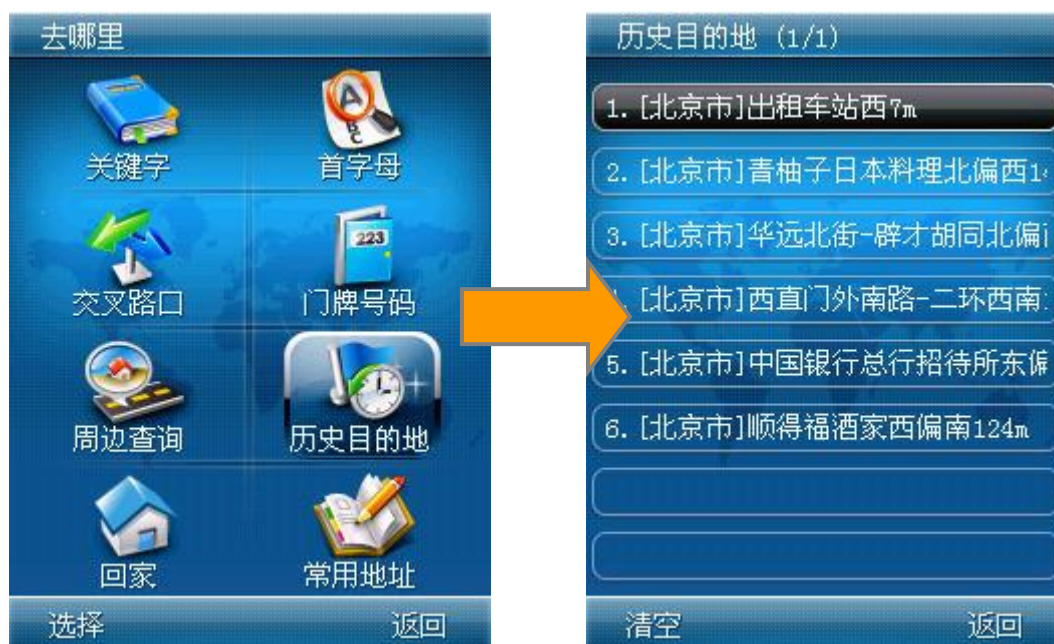 去哪里
关键字
首字母
A
B
C
交叉路口
223
门牌号码
周边查询
历史目的地
回家
常用地址
选择
返回
历史目的地 (1/1)
1. [北京市]出租车站西7m
2. [北京市]青柚子日本料理北偏西1
3. [北京市]华远北街-辟才胡同北偏
. [北京市]西直门外南路-二环西南
5. [北京市]中国银行总行招待所东偏
6. [北京市]顺得福酒家西偏南124m
清空
返回